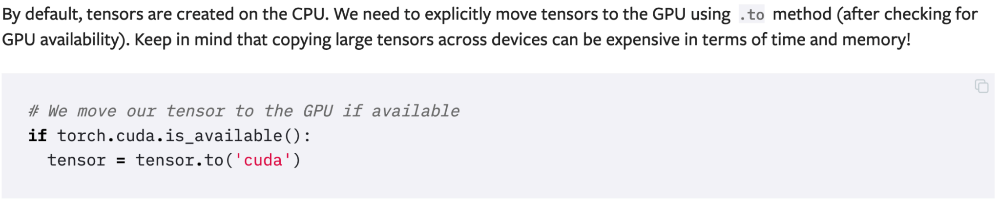 By default, tensors are created on the CPU. We need to explicitly move tensors to the GPU using .to method (after checking for
GPU availability). Keep in mind that copying large tensors across devices can be expensive in terms of time and memory!
# We move our tensor to the GPU if available
if torch.cuda.is_available():
  tensor = tensor.to('cuda')